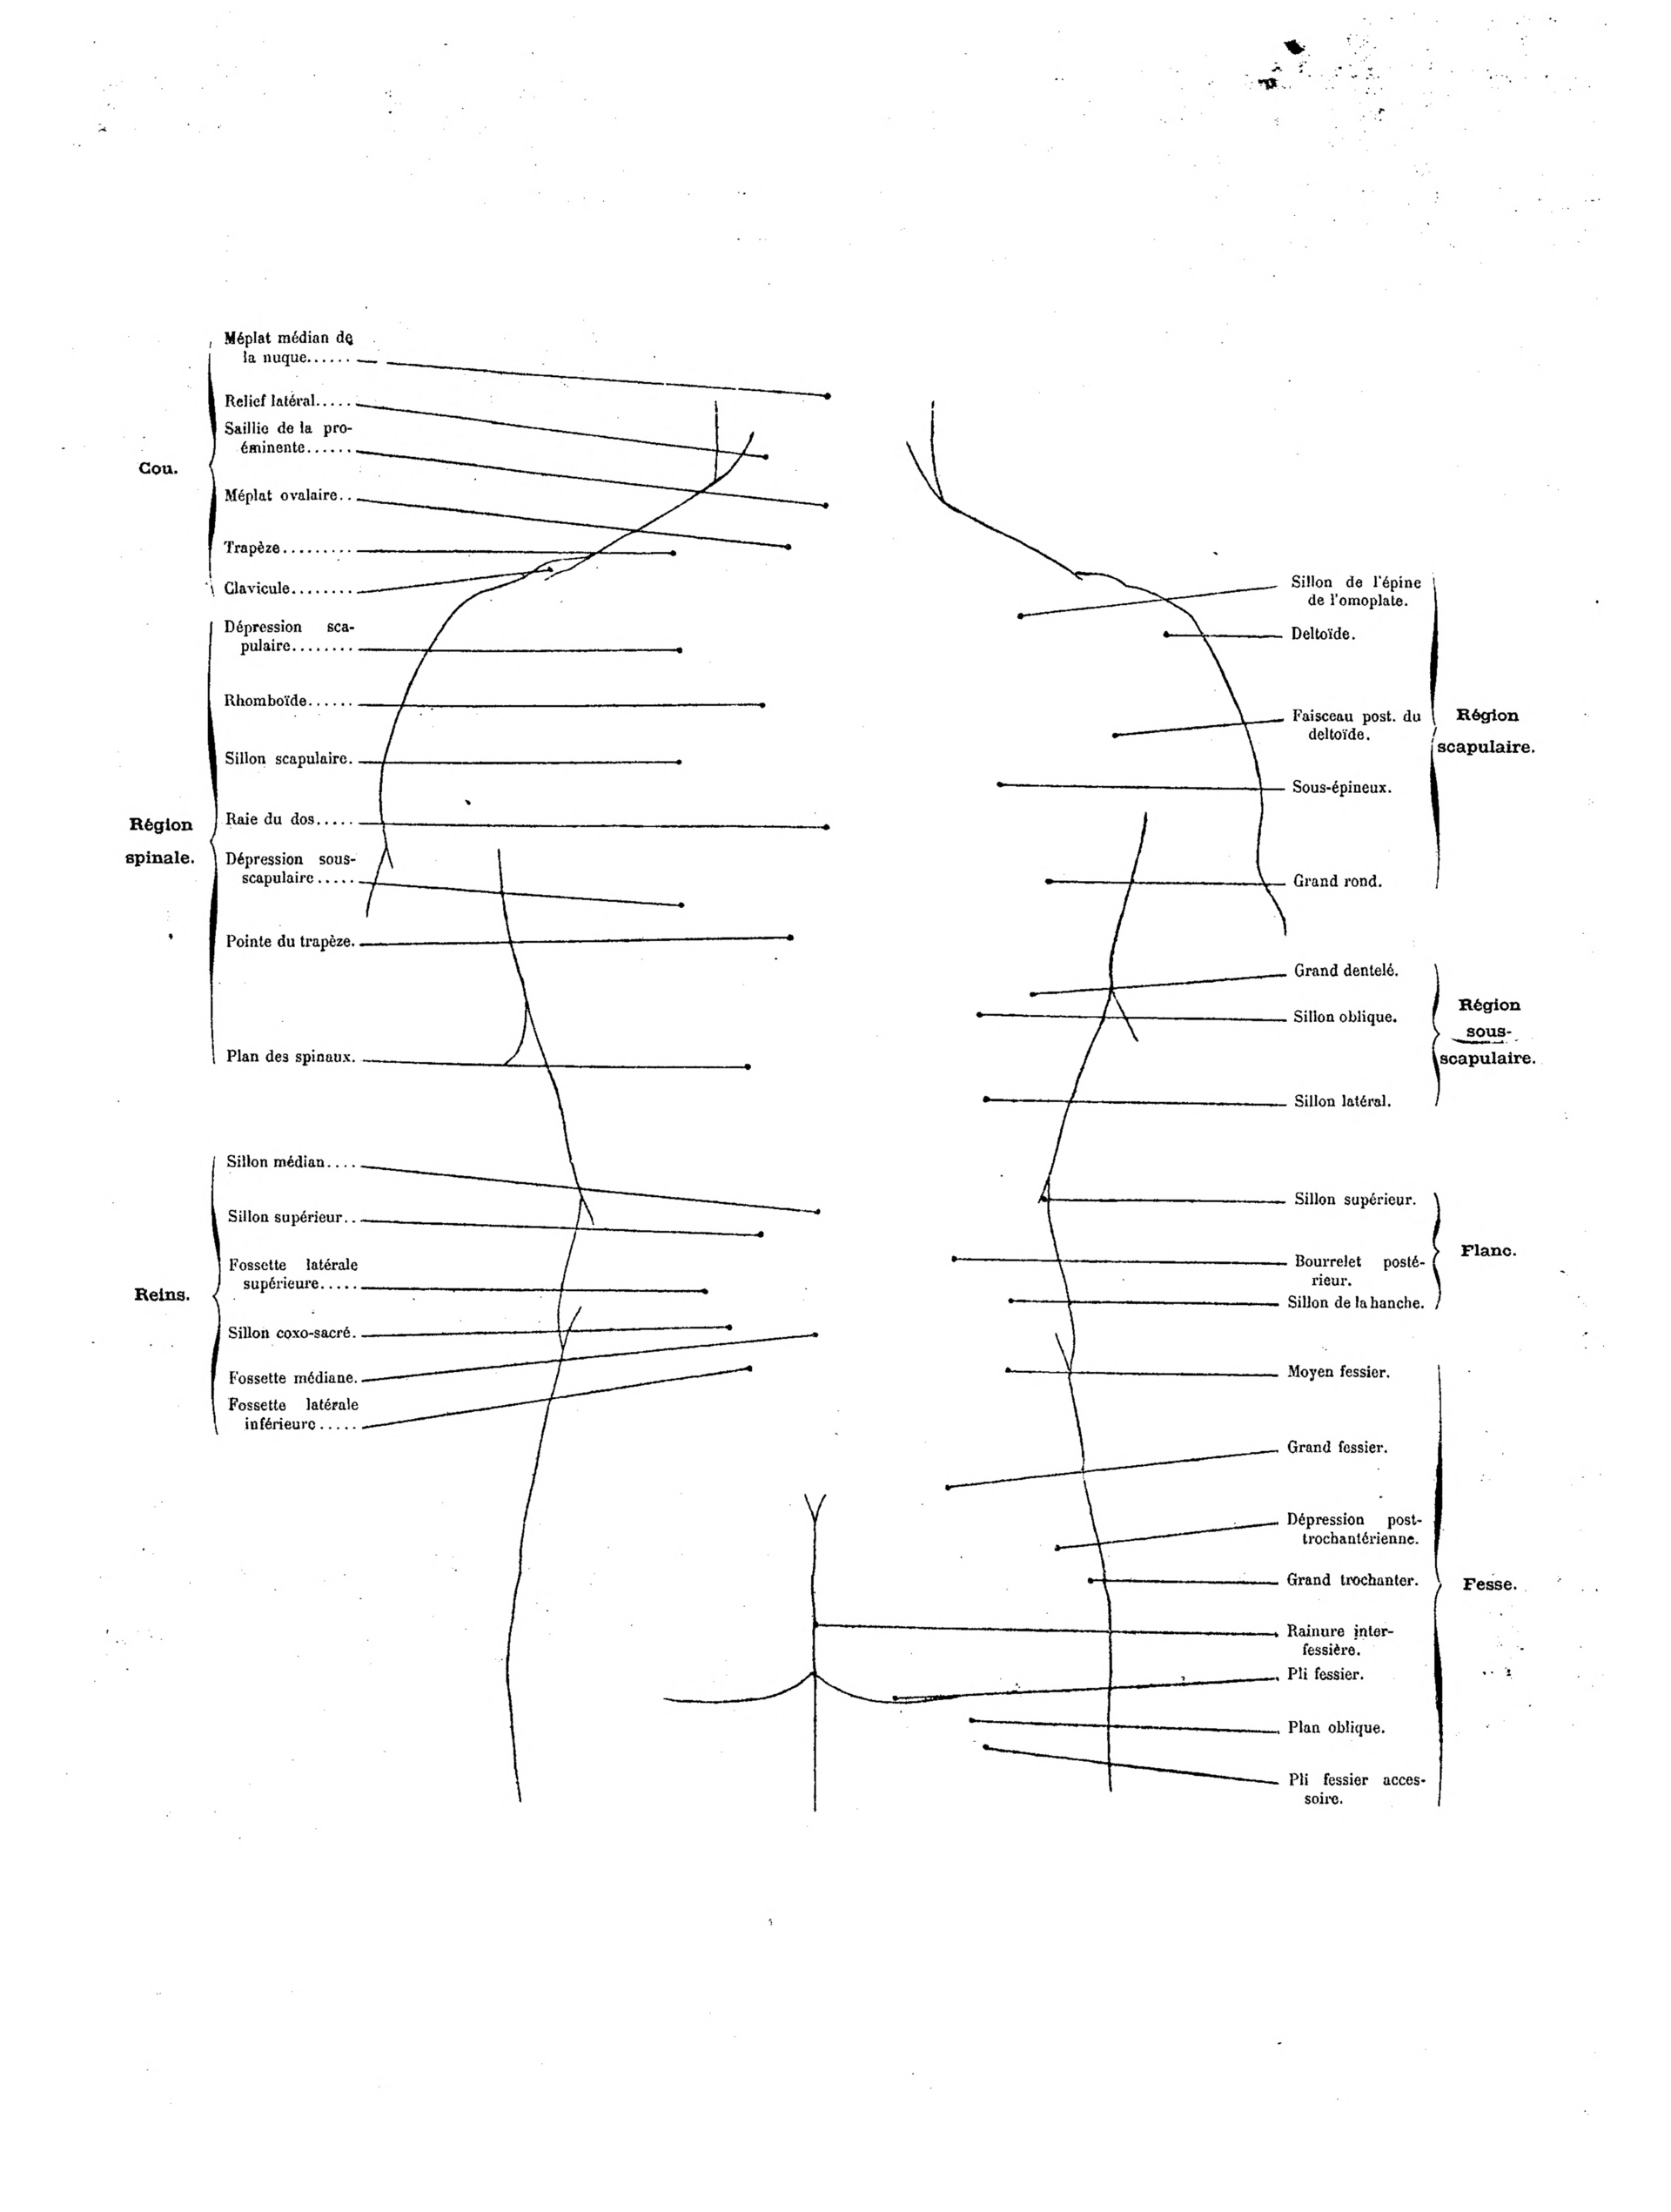 Cou.
Méplat médian de
la nuque......
Relief latéral.....
Saillie de la pro-
éminente......
Méplat ovalaire..
Trapèze.........
Clavicule........
Région
spinale.
Dépression sca-
pulaire........
Rhomboïde......
Sillon scapulaire.
Raie du dos.....
Dépression sous-
scapulaire.....
Pointe du trapèze.
Plan des spinaux.
Reins.
Sillon médian....
Sillon supérieur..
Fossette latérale
supérieure.....
Sillon coxo-sacré.
Fossette médiane.
Fossette latérale
inférieure.....
Sillon de l'épine
de l'omoplate.
Deltoïde.
Faisceau post. du
deltoïde.
Sous-épineux.
Grand rond.
Région
scapulaire.
Grand dentelé.
Sillon oblique.
Sillon latéral.
Région
sous-
scapulaire.
Sillon supérieur.
Bourrelet posté-
rieur.
Sillon de la hanche.
Flanc.
Moyen fessier.
Grand fessier.
Dépression post-
trochantérienne.
Grand trochanter.
Rainure inter-
fessière.
Pli fessier.
Plan oblique.
Pli fessier acces-
soire.
Fesse.